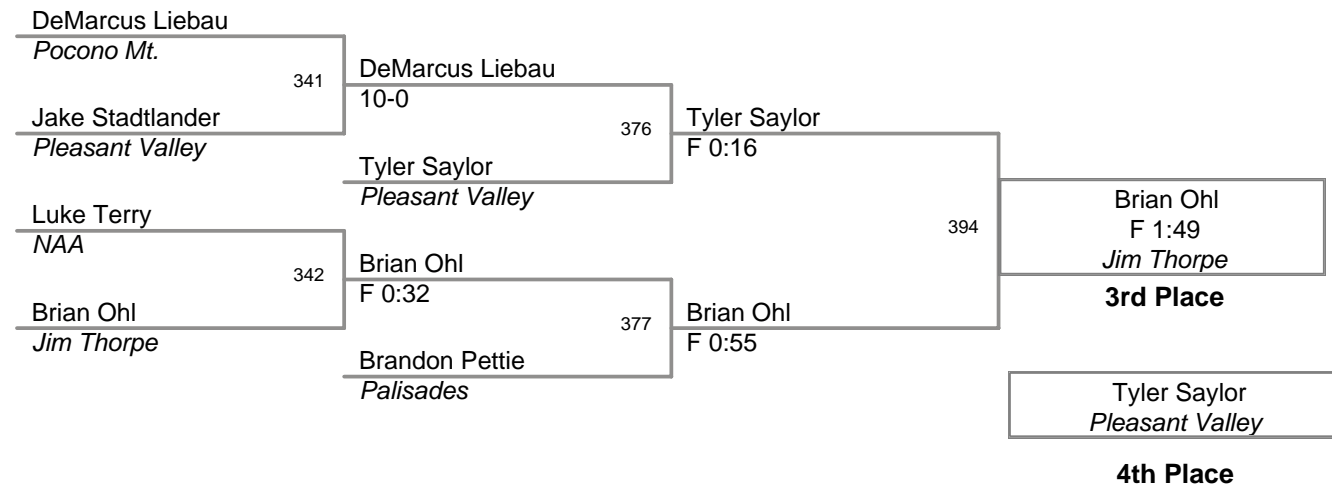 DeMarcus Liebau
Pocono Mt.
341
Jake Stadtlander
Pleasant Valley
Luke Terry
NAA
342
Brian Ohl
Jim Thorpe
DeMarcus Liebau
10-0
376
Tyler Saylor
Pleasant Valley
Brian Ohl
F 0:32
377
Brandon Pettie
Palisades
Tyler Saylor
F 0:16
394
Brian Ohl
F 0:55
Brian Ohl
F 1:49
Jim Thorpe
3rd Place
Tyler Saylor
Pleasant Valley
4th Place